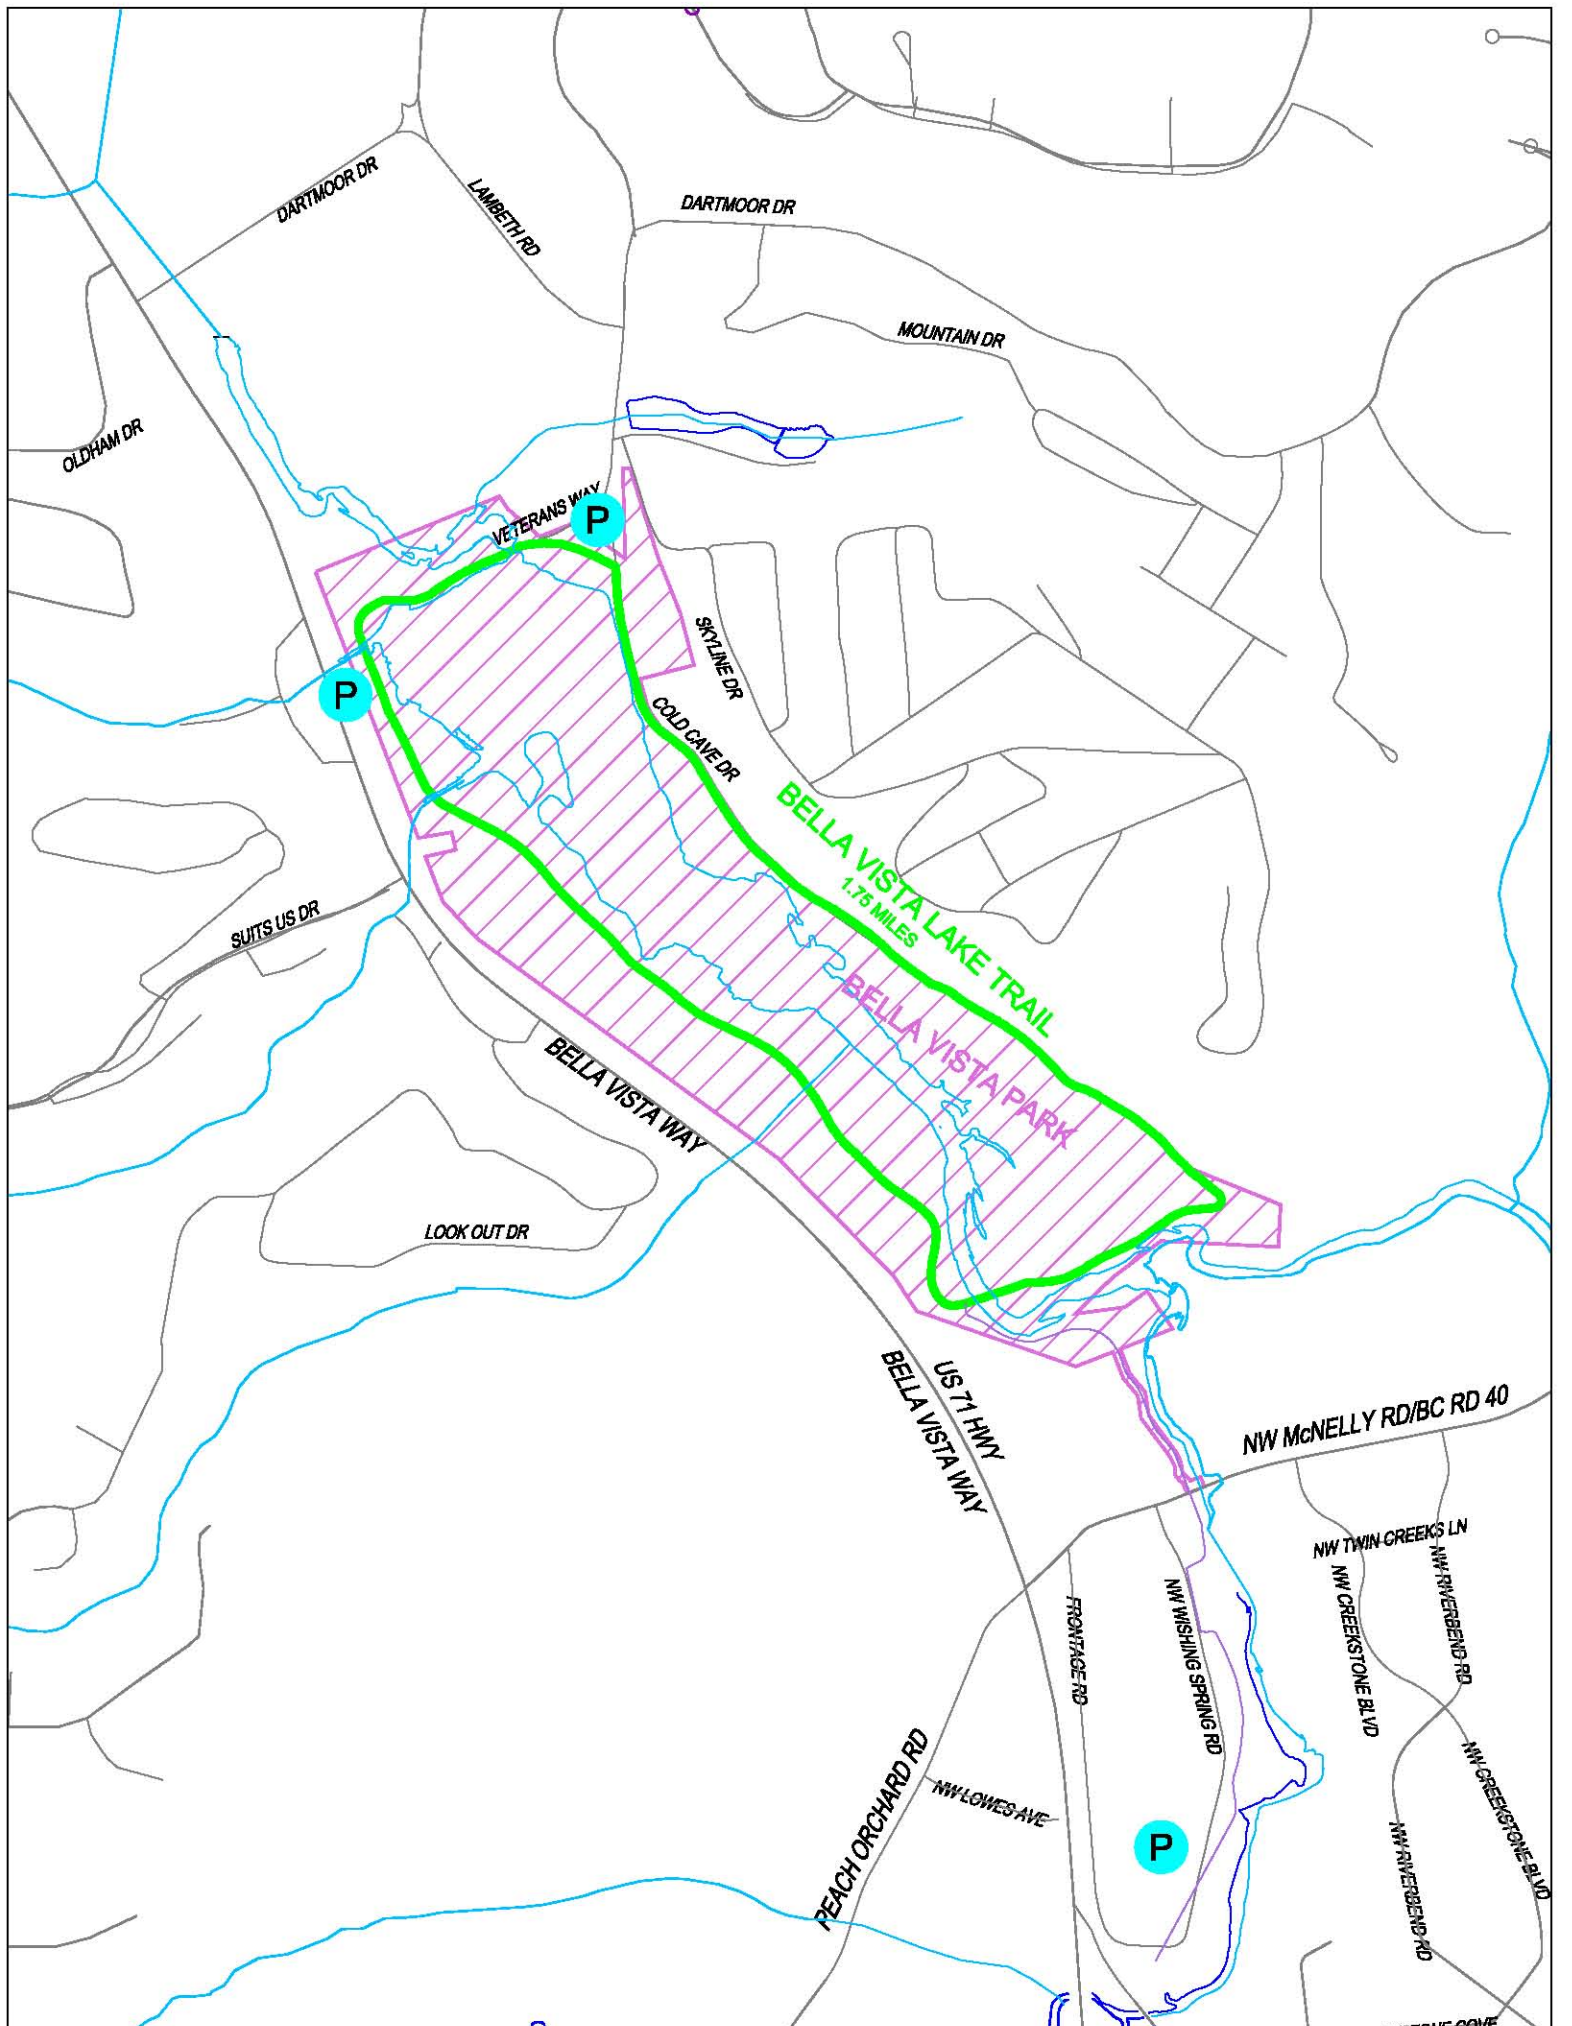 DARTMOOR DR
LAMBETH RD
DARTMOOR DR
MOUNTAIN DR
OLDHAM DR
VETERANS WAY
P
P
SKYLINE DR
COLD CAVE DR
BELLA VISTA LAKE TRAIL
1.75 MILES
SUITS US DR
BELLA VISTA PARK
BELLA VISTA WAY
LOOK OUT DR
US 71 HWY
BELLA VISTA WAY
NW McNELLY RD/BC RD 40
NW TWIN CREEKS LN
NW RIVERBEND RD
NW CREEKSTONE BLVD
FRONTAGE RD
NW WISHING SPRING RD
PEACH ORCHARD RD
NW LOWES AVE
NW CREEKSTONE BLVD
P
NW RIVERBEND RD